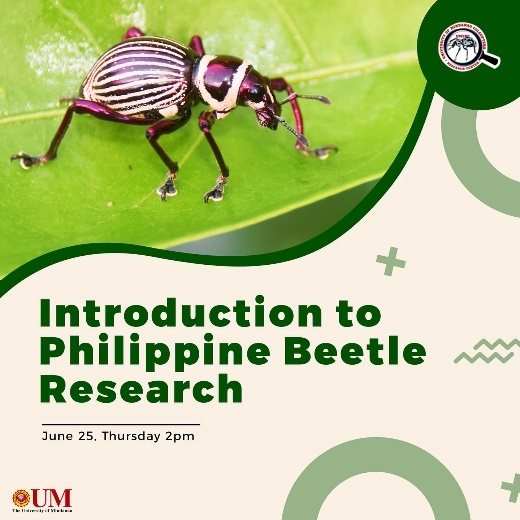 Introduction to
Philippine Beetle
Research
June 25, Thursday 2pm
UM
The University of Mindanao